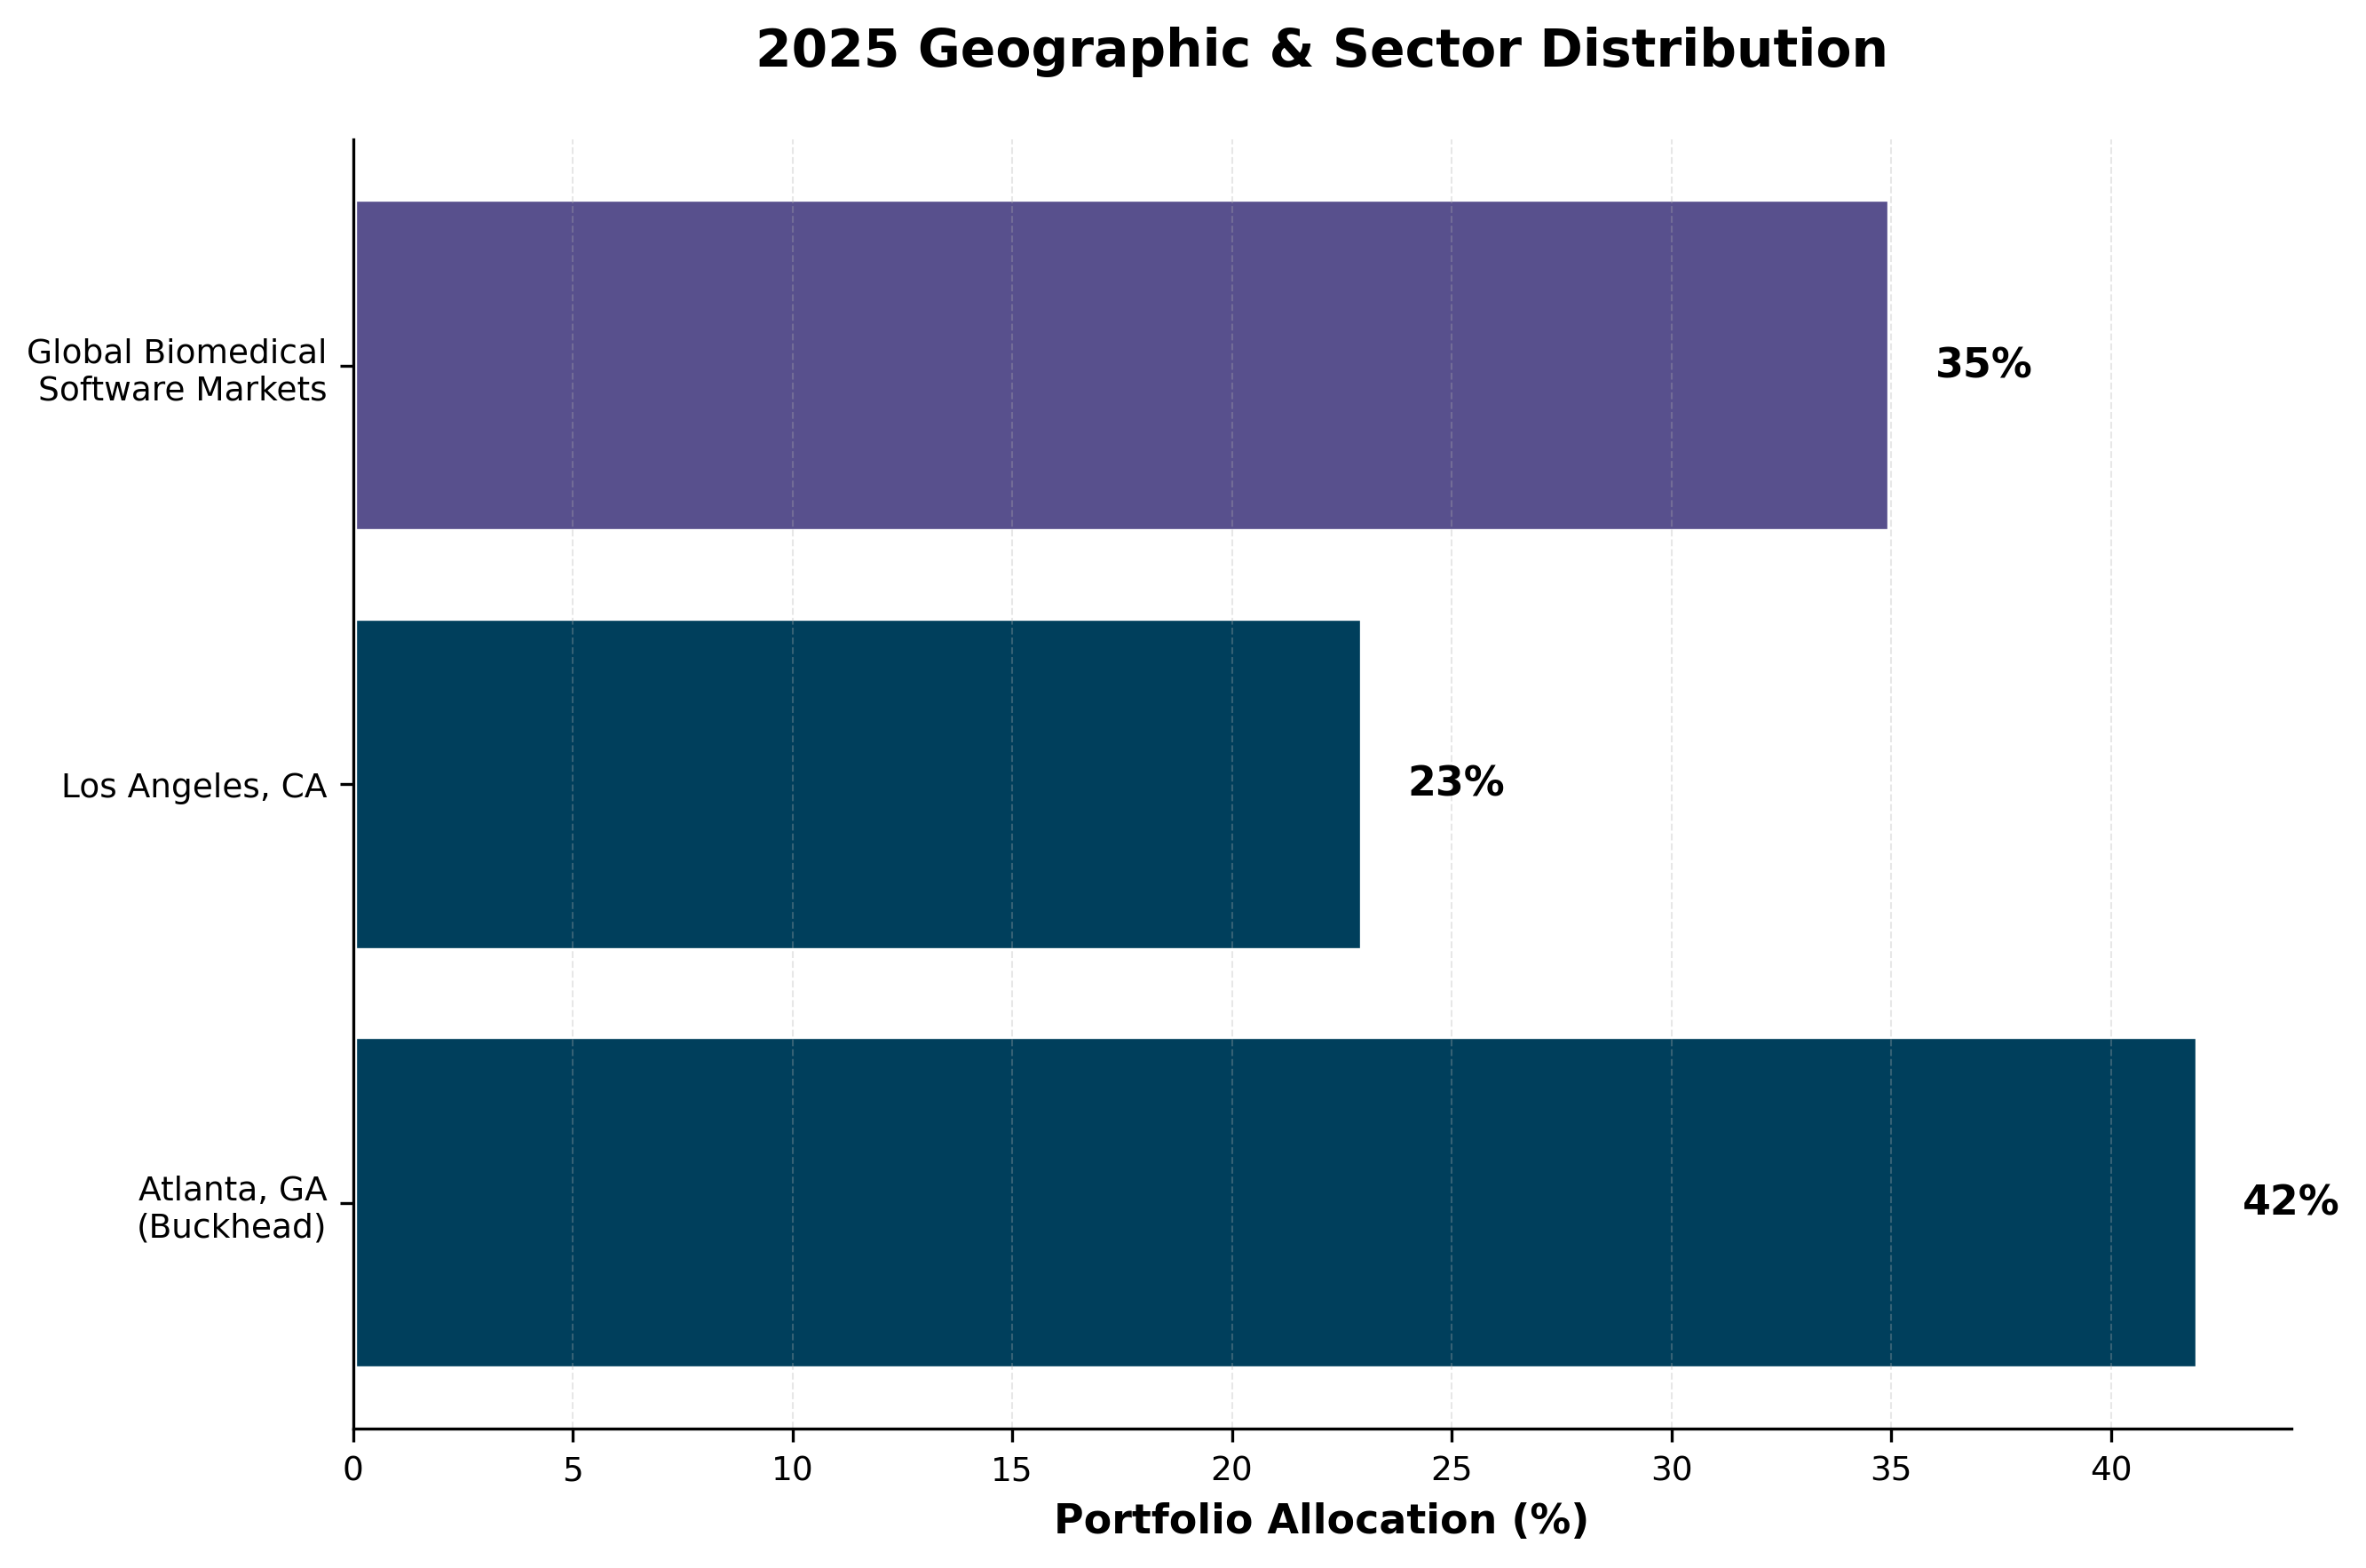 2025 Geographic & Sector Distribution
Global Biomedical
Software Markets
35%
Los Angeles, CA
23%
Atlanta, GA
(Buckhead)
42%
0 5 10 15 20 25 30 35 40
Portfolio Allocation (%)